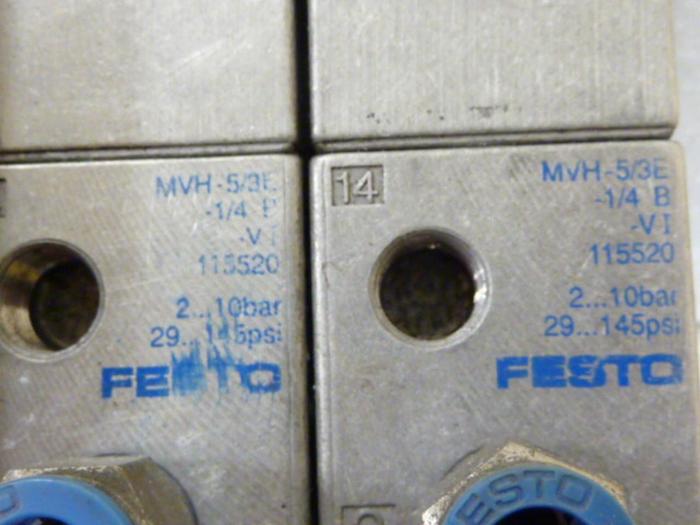 MVH-5/3E
-1/4 B
-VI
115520
2...10bar
29...145psi
FESTO
14
MVH-5/3E
-1/4 B
-VI
115520
2...10bar
29...145psi
FESTO
FESTO